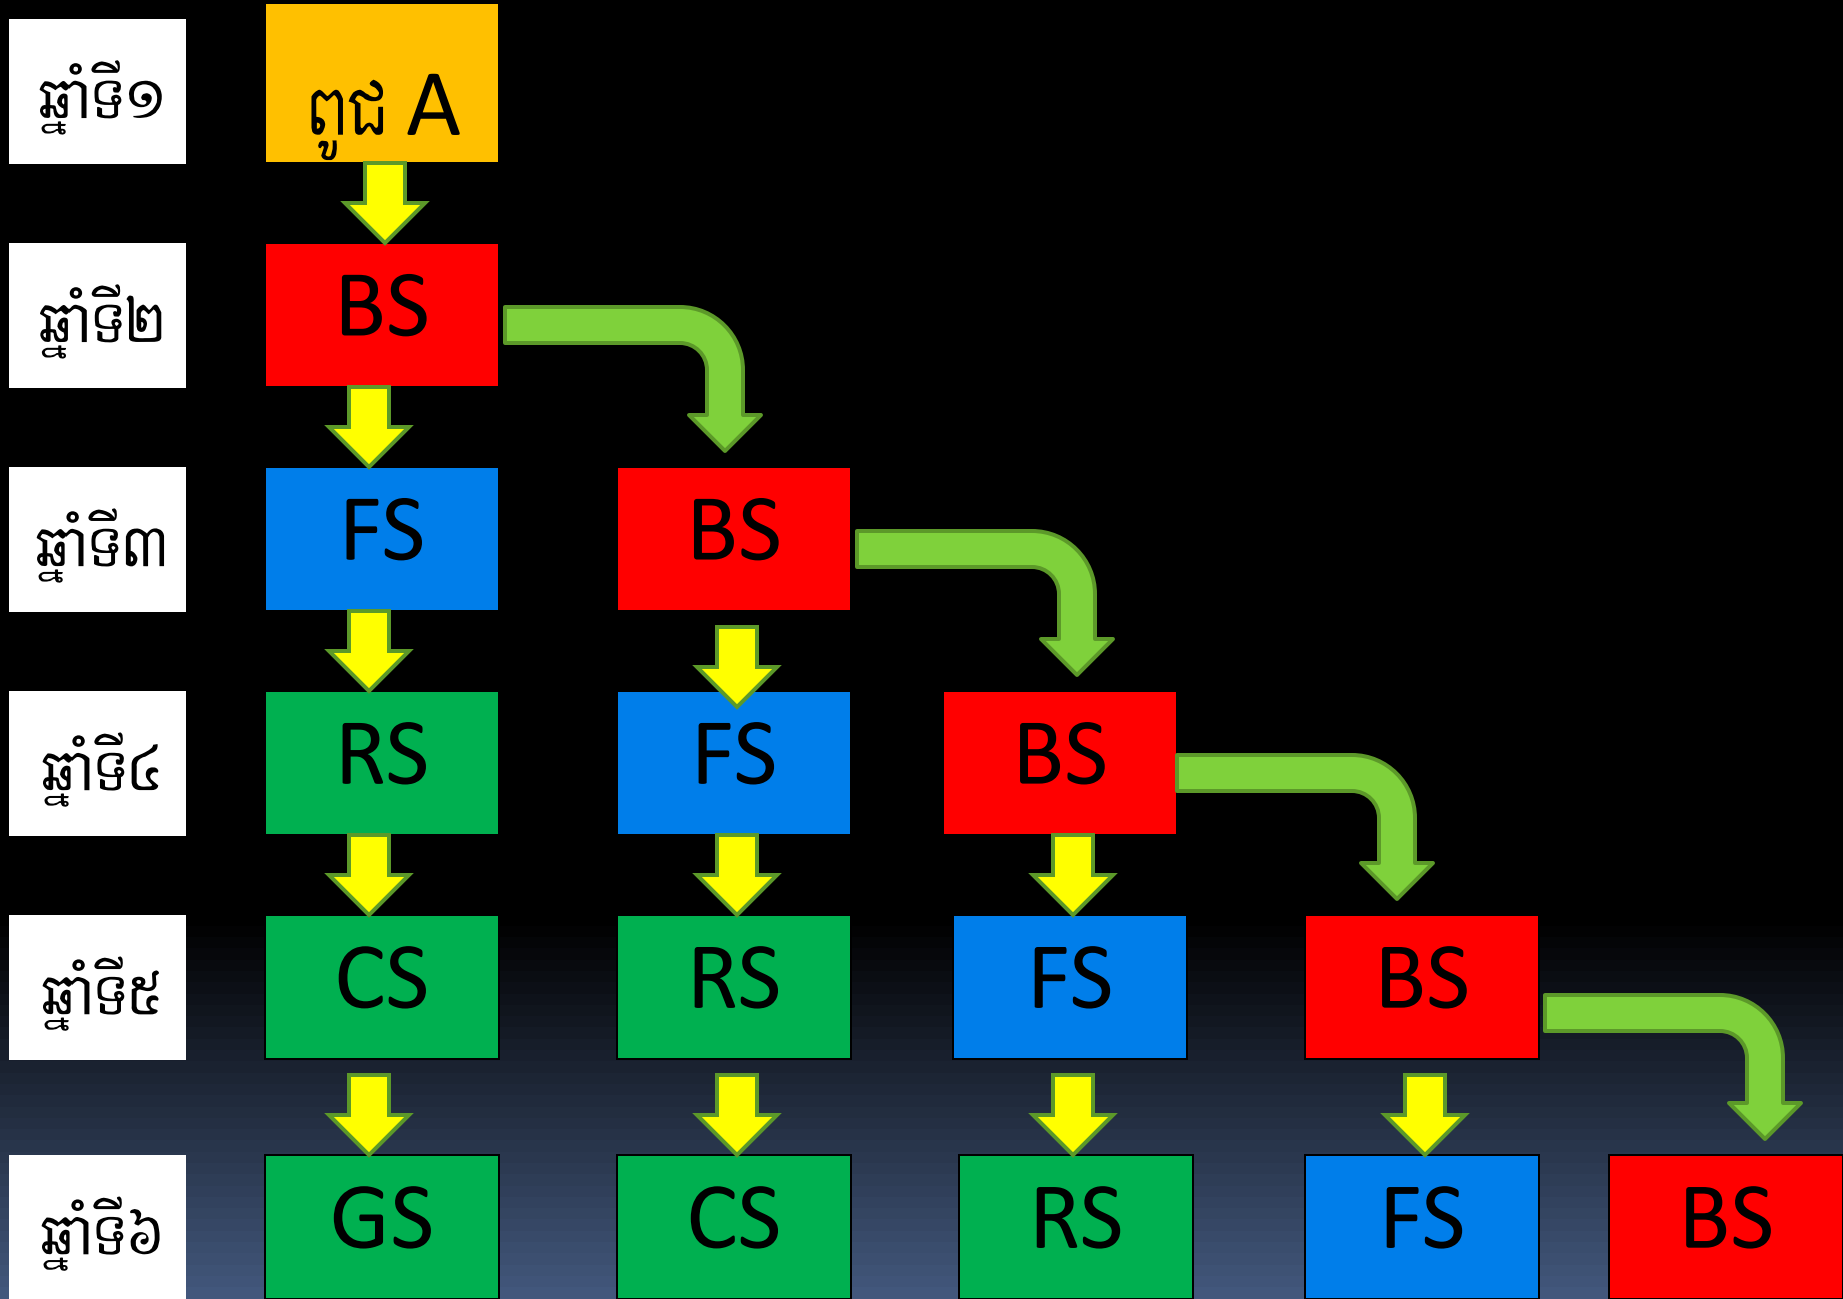 ឆ្នាំទី១
ពូជ A
ឆ្នាំទី២
BS
ឆ្នាំទី៣
FS
BS
ឆ្នាំទី៤
RS
FS
BS
ឆ្នាំទី៥
CS
RS
FS
BS
ឆ្នាំទី៦
GS
CS
RS
FS
BS